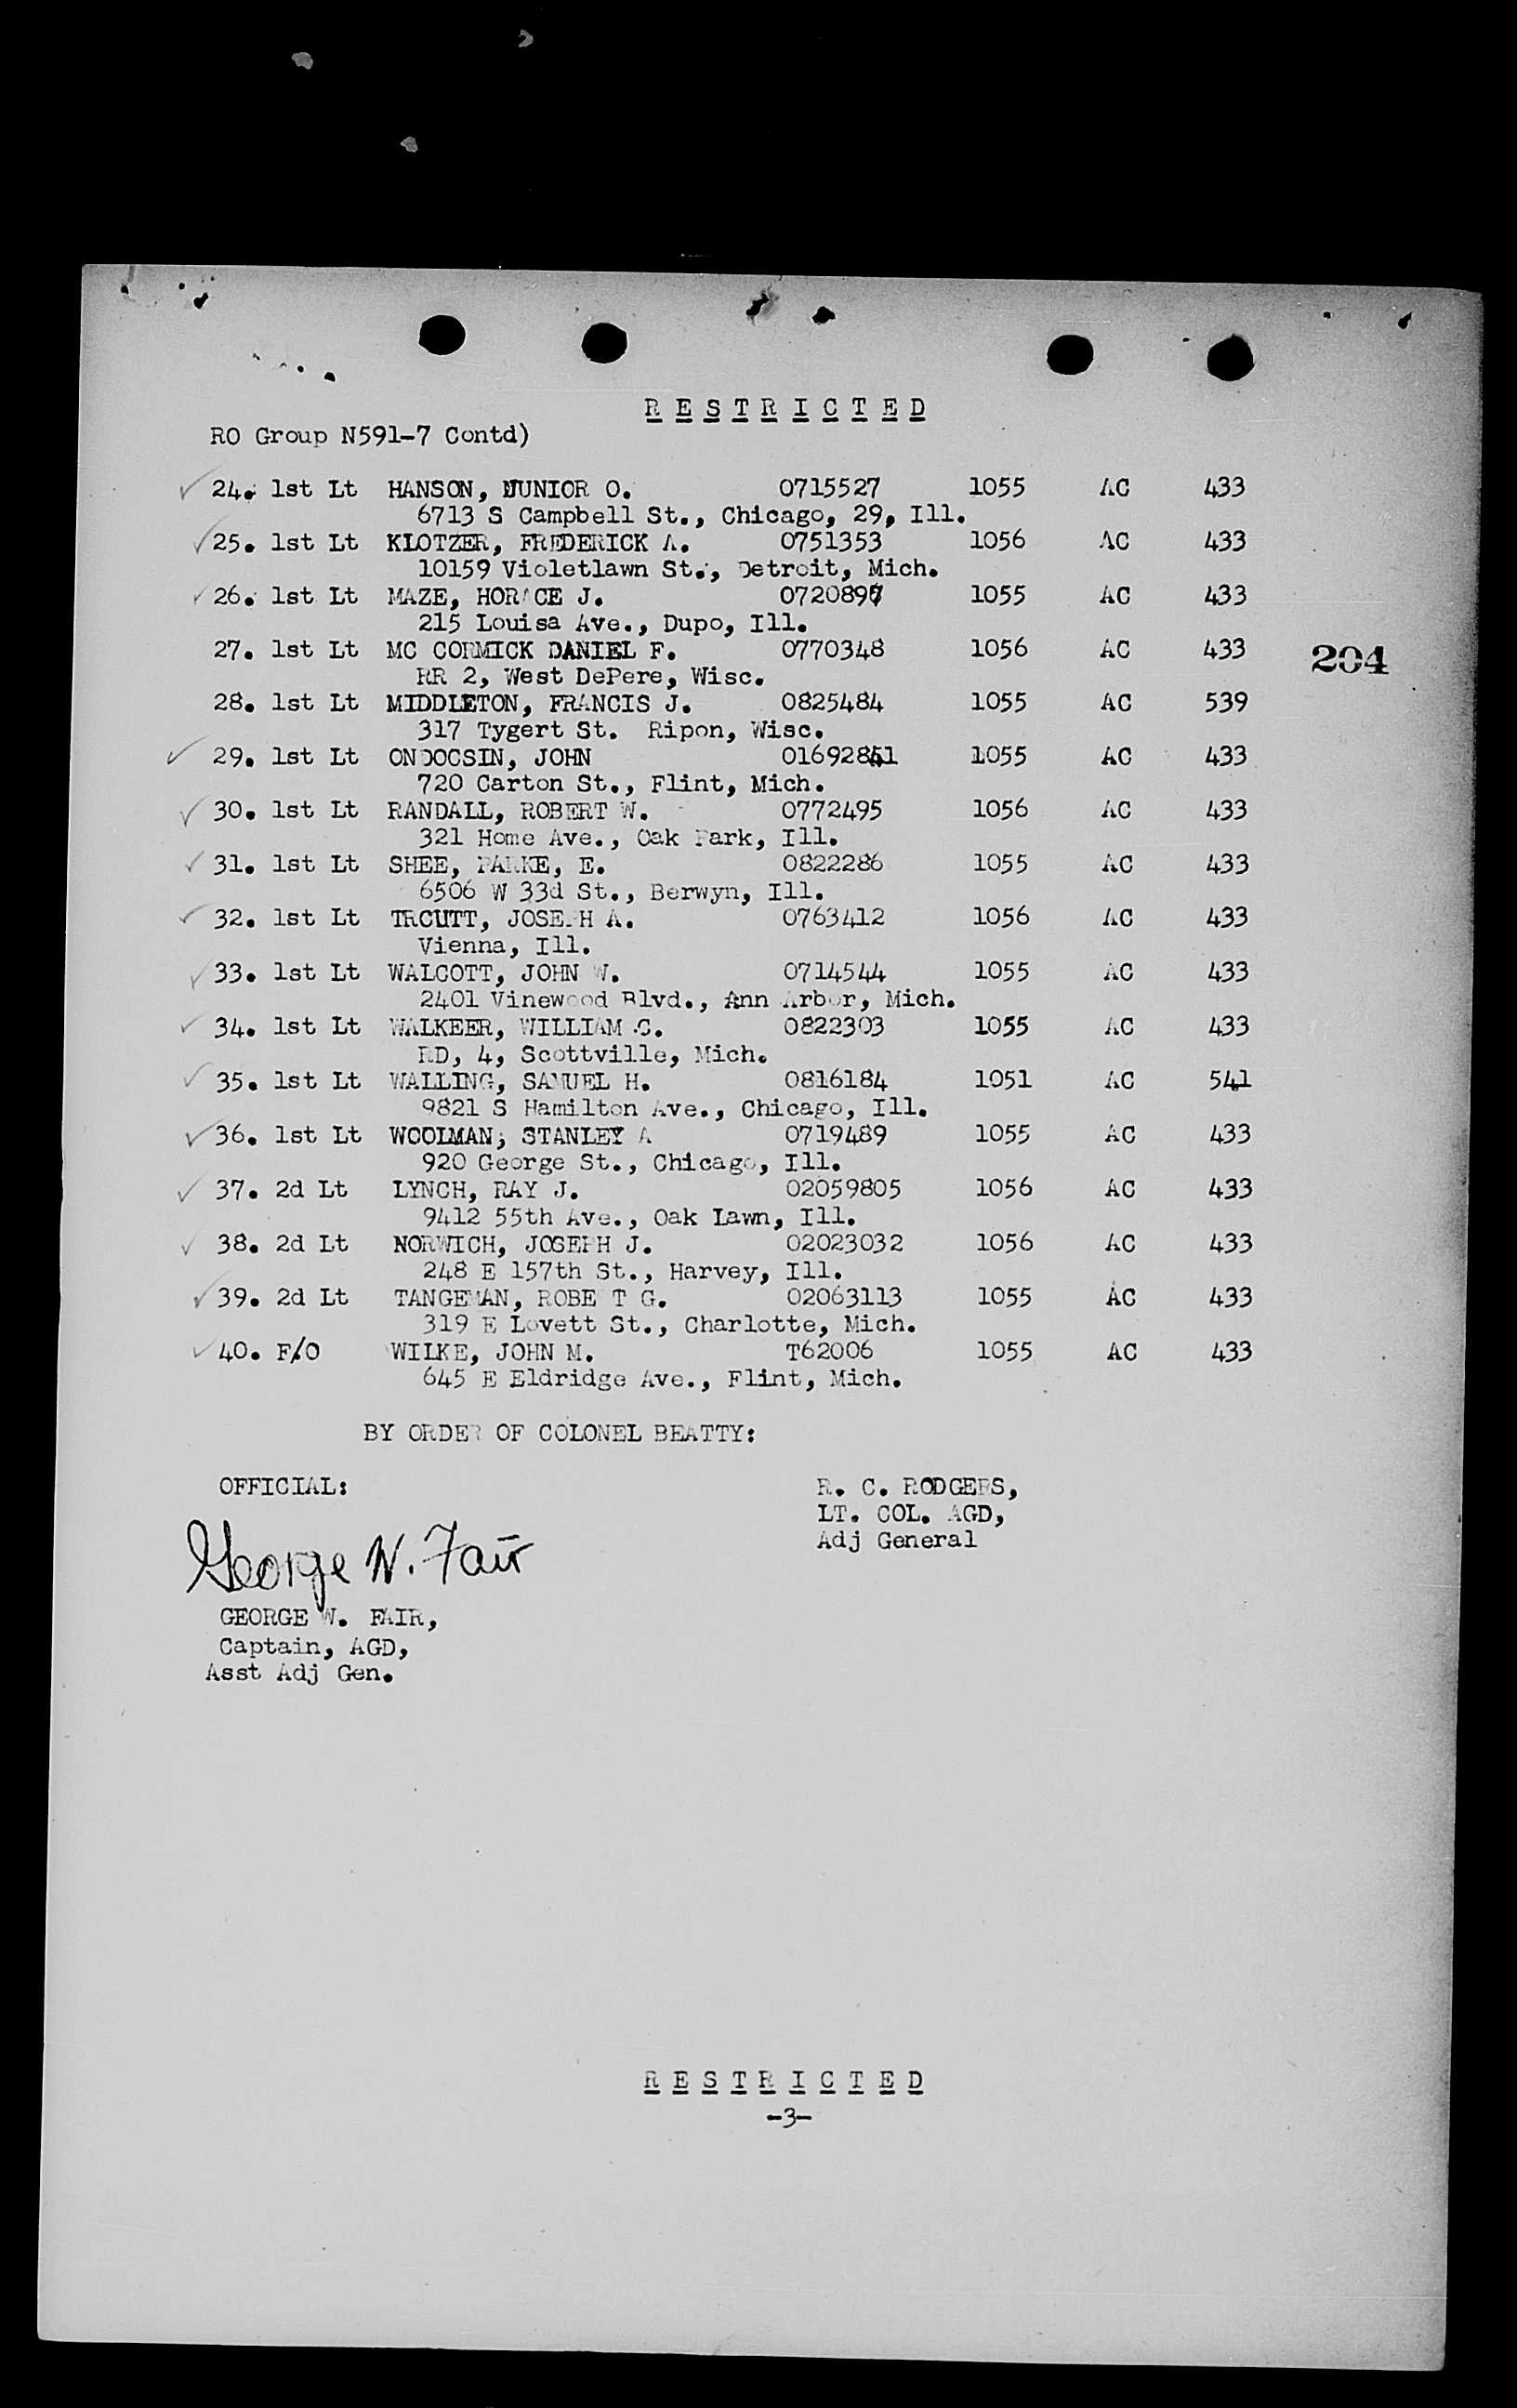 R E S T R I C T E D
RO Group N591-7 Contd)
24. 1st Lt HANSON, JUNIOR O. 0715527 1055 AC 433
6713 S Campbell St., Chicago, 29, Ill.
25. 1st Lt KLOTZER, FREDERICK A. 0751353 1056 AC 433
10159 Violetlawn St., Detroit, Mich.
26. 1st Lt MAZE, HORACE J. 0720897 1055 AC 433
215 Louisa Ave., Dupo, Ill.
27. 1st Lt MC CORMICK DANIEL F. 0770348 1056 AC 433
204
RR 2, West DePere, Wisc.
28. 1st Lt MIDDLETON, FRANCIS J. 0825484 1055 AC 539
317 Tygert St. Ripon, Wisc.
29. 1st Lt ONDOCSIN, JOHN 1055 AC 433
720 Carton St., Flint, Mich.
30. 1st Lt RANDALL, ROBERT W. 0772495 1056 AC 433
321 Home Ave., Oak Park, Ill.
31. 1st Lt SHEE, PARKE, E. 0822286 1055 AC 433
6506 W 33d St., Berwyn, Ill.
32. 1st Lt TROUTT, JOSEPH A. 0763412 1056 AC 433
Vienna, Ill.
33. 1st Lt WALCOTT, JOHN W. 0714544 1055 AC 433
2401 Vinewood Blvd., Ann Arbor, Mich.
34. 1st Lt WALKEER, WILLIAM C. 0822303 1055 AC 433
RD, 4, Scottville, Mich.
35. 1st Lt WALLING, SAMUEL H. 0816184 1051 AC 541
9821 S Hamilton Ave., Chicago, Ill.
36. 1st Lt WOOLMAN, STANLEY A 0719489 1055 AC 433
920 George St., Chicago, Ill.
37. 2d Lt LYNCH, RAY J. 02059805 1056 AC 433
9412 55th Ave., Oak Lawn, Ill.
38. 2d Lt NORWICH, JOSEPH J. 02023032 1056 AC 433
248 E 157th St., Harvey, Ill.
39. 2d Lt TANGEMAN, ROBERT G. 02063113 1055 AC 433
319 E Lovett St., Charlotte, Mich.
40. F/O WILKE, JOHN M. T62006 1055 AC 433
645 E Eldridge Ave., Flint, Mich.
BY ORDER OF COLONEL BEATTY:
OFFICIAL:
R. C. RODGERS,
LT. COL. AGD,
Adj General
George W. Fair
GEORGE W. FAIR,
Captain, AGD,
Asst Adj Gen.
R E S T R I C T E D
-3-